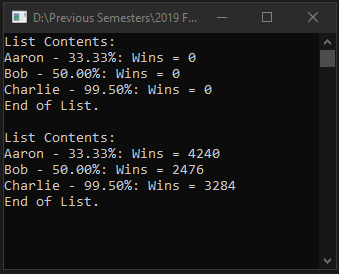 D:\Previous Semesters\2019 F...
List Contents:
Aaron - 33.33%: Wins = 0
Bob - 50.00%: Wins = 0
Charlie - 99.50%: Wins = 0
End of List.
List Contents:
Aaron - 33.33%: Wins = 4240
Bob - 50.00%: Wins = 2476
Charlie - 99.50%: Wins = 3284
End of List.